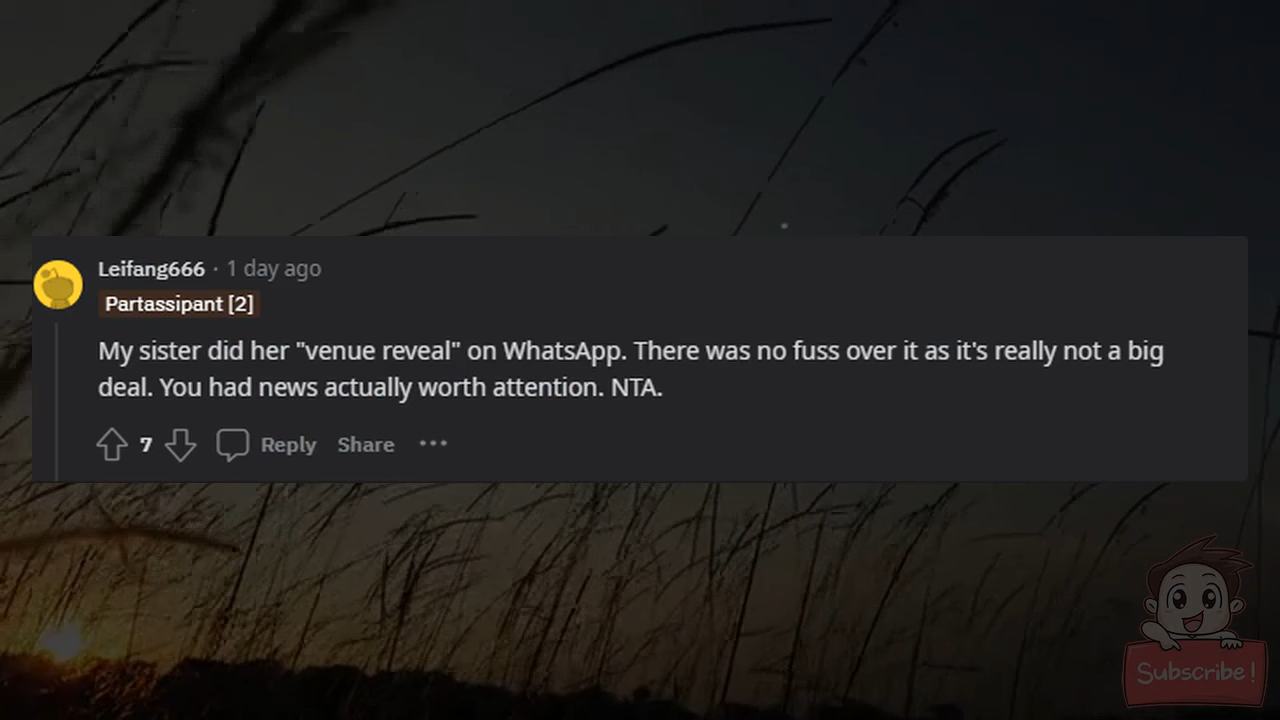 Leifang666 · 1 day ago
Partassipant [2]
My sister did her "venue reveal" on WhatsApp. There was no fuss over it as it's really not a big
deal. You had news actually worth attention. NTA.
7 Reply Share ···
Subscribe!